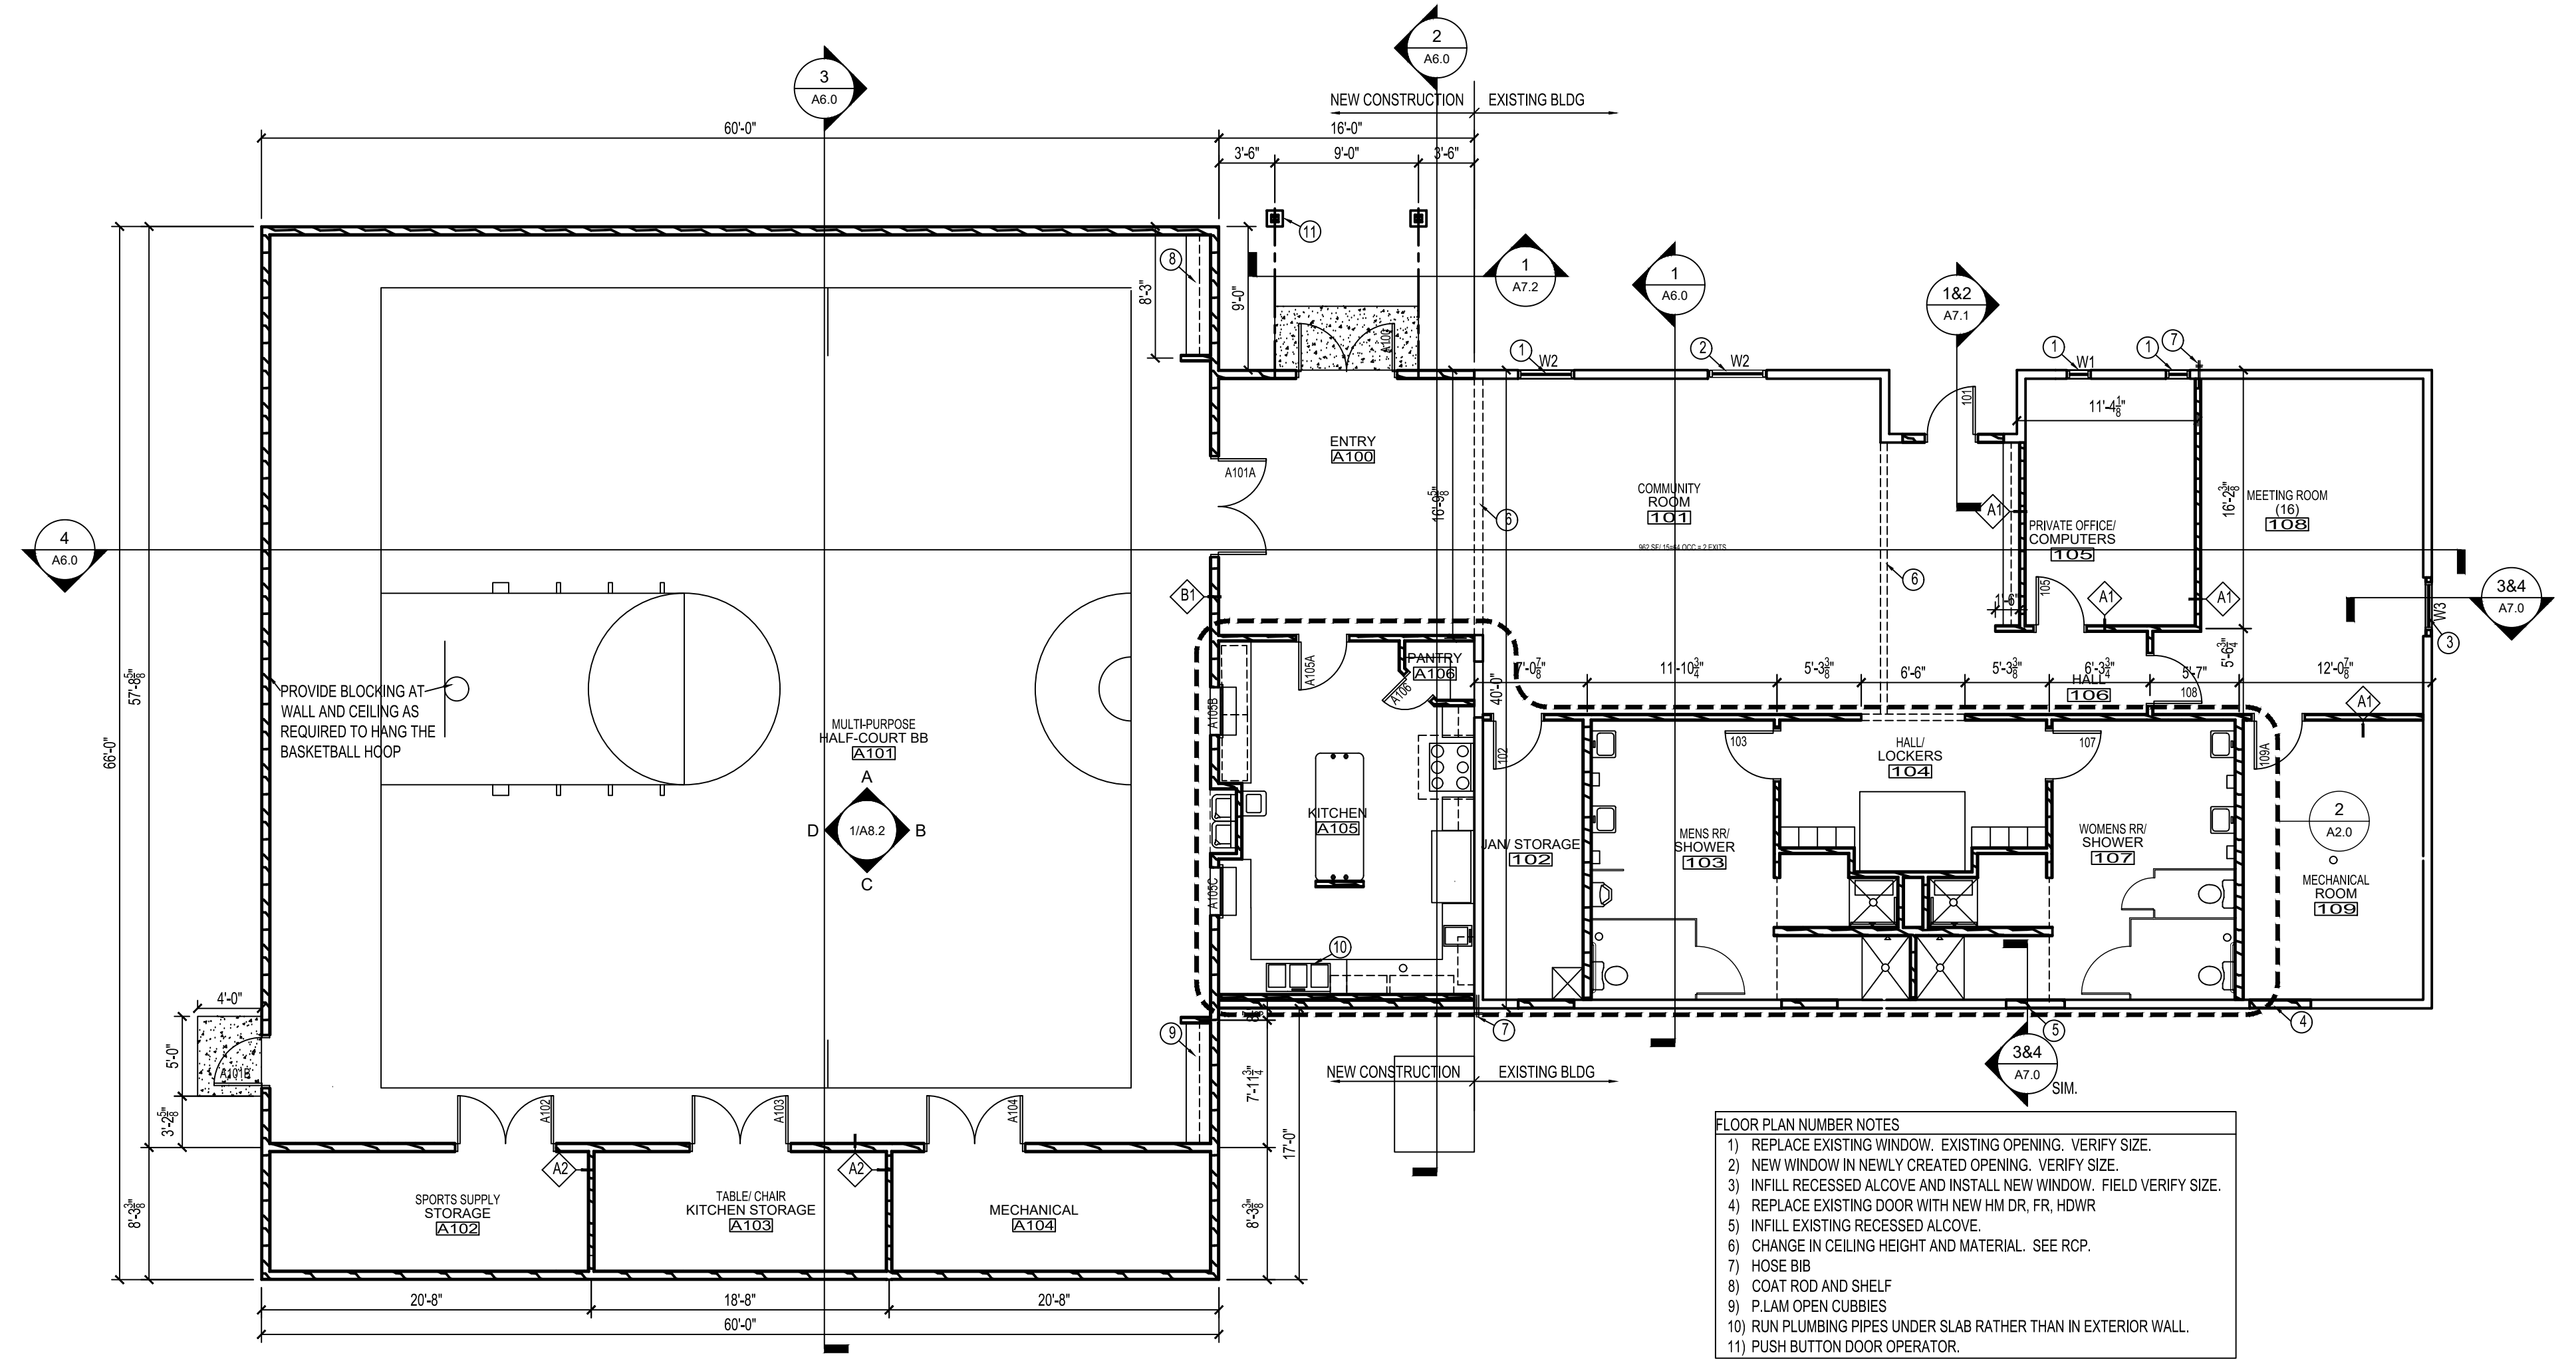 2
A6.0
3
A6.0
NEW CONSTRUCTION
EXISTING BLDG
60'-0"
16'-0"
3'-6"
9'-0"
3'-6"
11
8
8'-3"
9'-0"
1
A7.2
1
A6.0
1&2
A7.1
A100
1
W2
2
W2
1
W1
1
7
101
11'-4 1/8"
ENTRY
A100
A101A
16'-9 5/8"
6
COMMUNITY
ROOM
101
962 SF/ 15=64 OCC = 2 EXITS
A1
PRIVATE OFFICE/
COMPUTERS
105
16'-2 3/8"
MEETING ROOM
(16)
108
4
A6.0
B1
6
1'-6"
105
A1
A1
3&4
A7.0
W3
3
57'-8 5/8"
66'-0"
PROVIDE BLOCKING AT
WALL AND CEILING AS
REQUIRED TO HANG THE
BASKETBALL HOOP
A105A
PANTRY
A106
A106
7'-0 7/8"
40'-0"
11'-10 3/4"
5'-3 3/8"
6'-6"
5'-3 3/8"
6'-3 3/4"
HALL
106
5'-7"
108
5'-6 3/4"
12'-0 7/8"
A1
MULTI-PURPOSE
HALF-COURT BB
A101
A
D
1/A8.2
B
C
A105B
102
103
HALL/
LOCKERS
104
107
109A
KITCHEN
A105
JAN/ STORAGE
102
MENS RR/
SHOWER
103
WOMENS RR/
SHOWER
107
2
A2.0
MECHANICAL
ROOM
109
A105C
10
4'-0"
5'-0"
A101B
3'-2 5/8"
9
7
5
4
3&4
A7.0
SIM.
NEW CONSTRUCTION
EXISTING BLDG
7'-11 3/4"
17'-0"
A102
A103
A104
A2
A2
8'-3 3/8"
SPORTS SUPPLY
STORAGE
A102
TABLE/ CHAIR
KITCHEN STORAGE
A103
MECHANICAL
A104
8'-3 3/8"
20'-8"
18'-8"
20'-8"
60'-0"
FLOOR PLAN NUMBER NOTES
1) REPLACE EXISTING WINDOW. EXISTING OPENING. VERIFY SIZE.
2) NEW WINDOW IN NEWLY CREATED OPENING. VERIFY SIZE.
3) INFILL RECESSED ALCOVE AND INSTALL NEW WINDOW. FIELD VERIFY SIZE.
4) REPLACE EXISTING DOOR WITH NEW HM DR, FR, HDWR
5) INFILL EXISTING RECESSED ALCOVE.
6) CHANGE IN CEILING HEIGHT AND MATERIAL. SEE RCP.
7) HOSE BIB
8) COAT ROD AND SHELF
9) P.LAM OPEN CUBBIES
10) RUN PLUMBING PIPES UNDER SLAB RATHER THAN IN EXTERIOR WALL.
11) PUSH BUTTON DOOR OPERATOR.